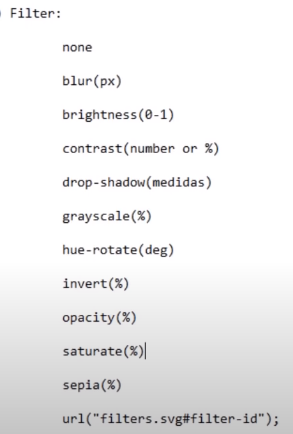 Filter:
none
blur(px)
brightness(0-1)
contrast(number or %)
drop-shadow(medidas)
grayscale(%)
hue-rotate(deg)
invert(%)
opacity(%)
saturate(%)
sepia(%)
url("filters.svg#filter-id");